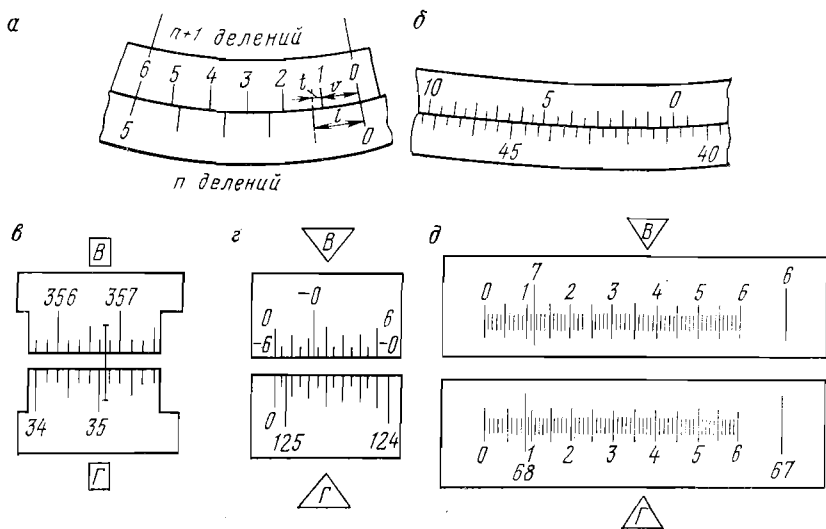 а
n+1 делений
6 5 4 3 2 1 0
t v
l
5 0
n делений
б
10 5 0
45 40
в
В
356 357
34 35
Г
г
В
-0
0 6
-6 -0
0
125 124
Г
д
В
7 6
0 1 2 3 4 5 6
0 1 2 3 4 5 6
68 67
Г